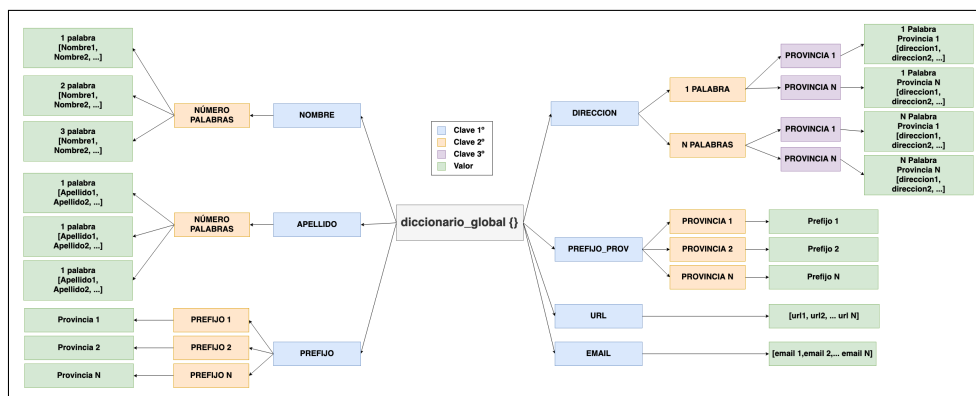 1 palabra
[Nombre1,
Nombre2, ...]
2 palabra
[Nombre1,
Nombre2, ...]
3 palabra
[Nombre1,
Nombre2, ...]
NÚMERO
PALABRAS
NOMBRE
1 palabra
[Apellido1,
Apellido2, ...]
1 palabra
[Apellido1,
Apellido2, ...]
1 palabra
[Apellido1,
Apellido2, ...]
NÚMERO
PALABRAS
APELLIDO
Provincia 1
Provincia 2
Provincia N
PREFIJO 1
PREFIJO 2
PREFIJO N
PREFIJO
Clave 1º
Clave 2º
Clave 3º
Valor
diccionario_global {}
DIRECCION
1 PALABRA
N PALABRAS
PROVINCIA 1
PROVINCIA N
PROVINCIA 1
PROVINCIA N
1 Palabra
Provincia 1
[direccion1,
direccion2, ...]
1 Palabra
Provincia N
[direccion1,
direccion2, ...]
N Palabra
Provincia 1
[direccion1,
direccion2, ...]
N Palabra
Provincia N
[direccion1,
direccion2, ...]
PREFIJO_PROV
PROVINCIA 1
PROVINCIA 2
PROVINCIA N
Prefijo 1
Prefijo 2
Prefijo N
URL
[url1, url2, ... url N]
EMAIL
[email 1,email 2,... email N]